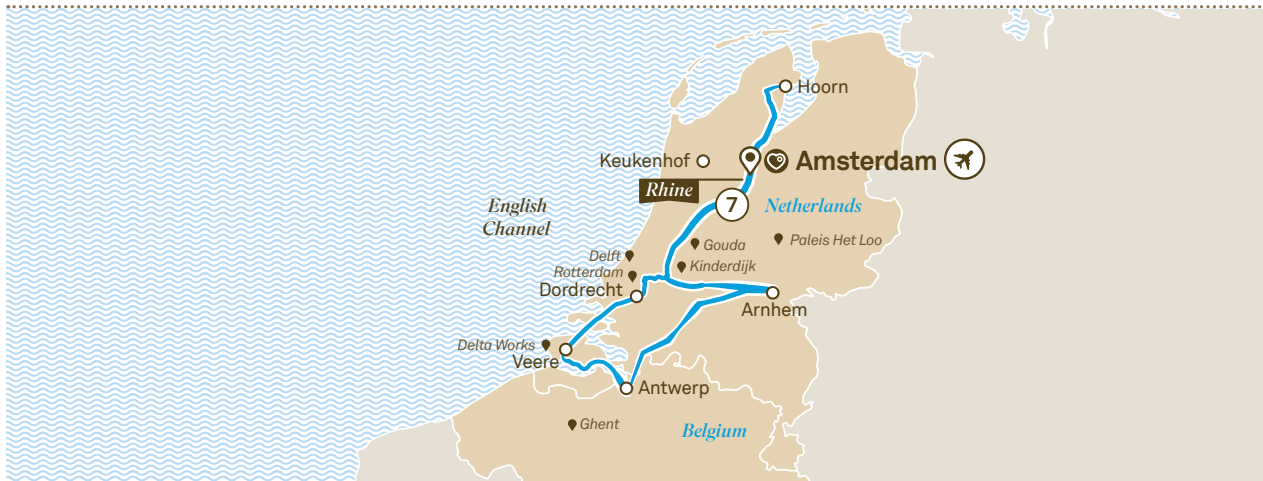 Hoorn
Keukenhof
Amsterdam
Rhine
7
English
Channel
Netherlands
Gouda
Paleis Het Loo
Delft
Kinderdijk
Rotterdam
Dordrecht
Arnhem
Delta Works
Veere
Antwerp
Ghent
Belgium